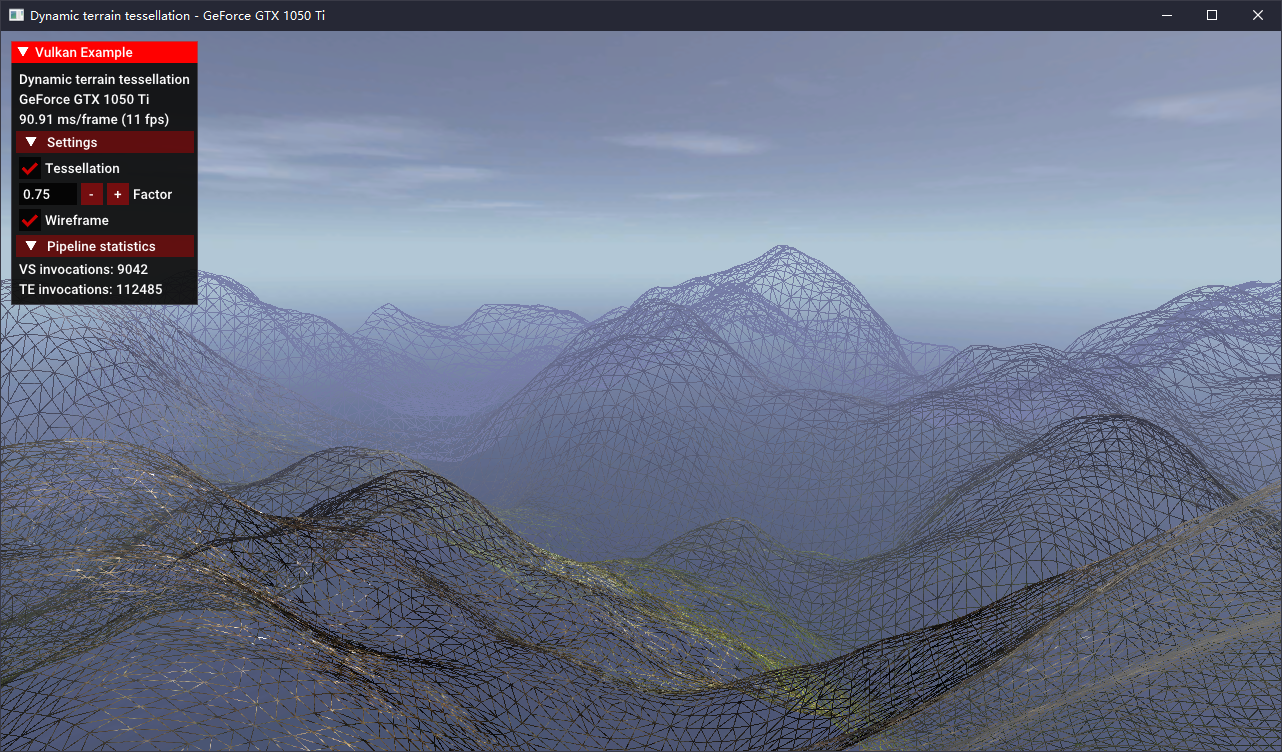 Dynamic terrain tessellation - GeForce GTX 1050 Ti
Vulkan Example
Dynamic terrain tessellation
GeForce GTX 1050 Ti
90.91 ms/frame (11 fps)
Settings
Tessellation
0.75 - + Factor
Wireframe
Pipeline statistics
VS invocations: 9042
TE invocations: 112485